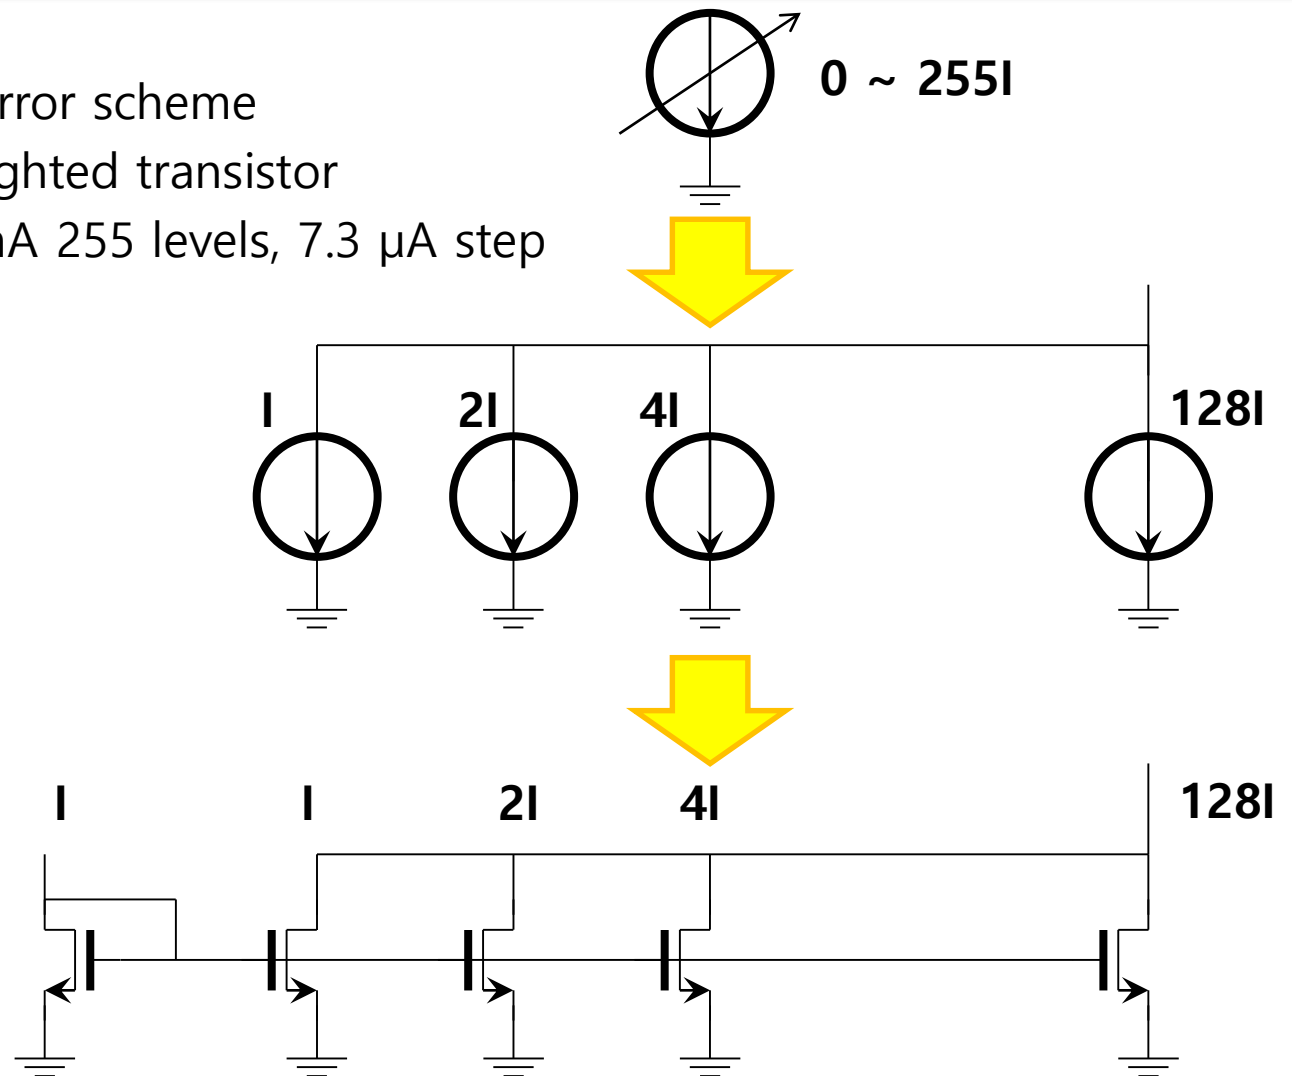 rror scheme
ghted transistor
nA 255 levels, 7.3 μA step
0 ~ 255I
I 2I 4I 128I
I I 2I 4I 128I